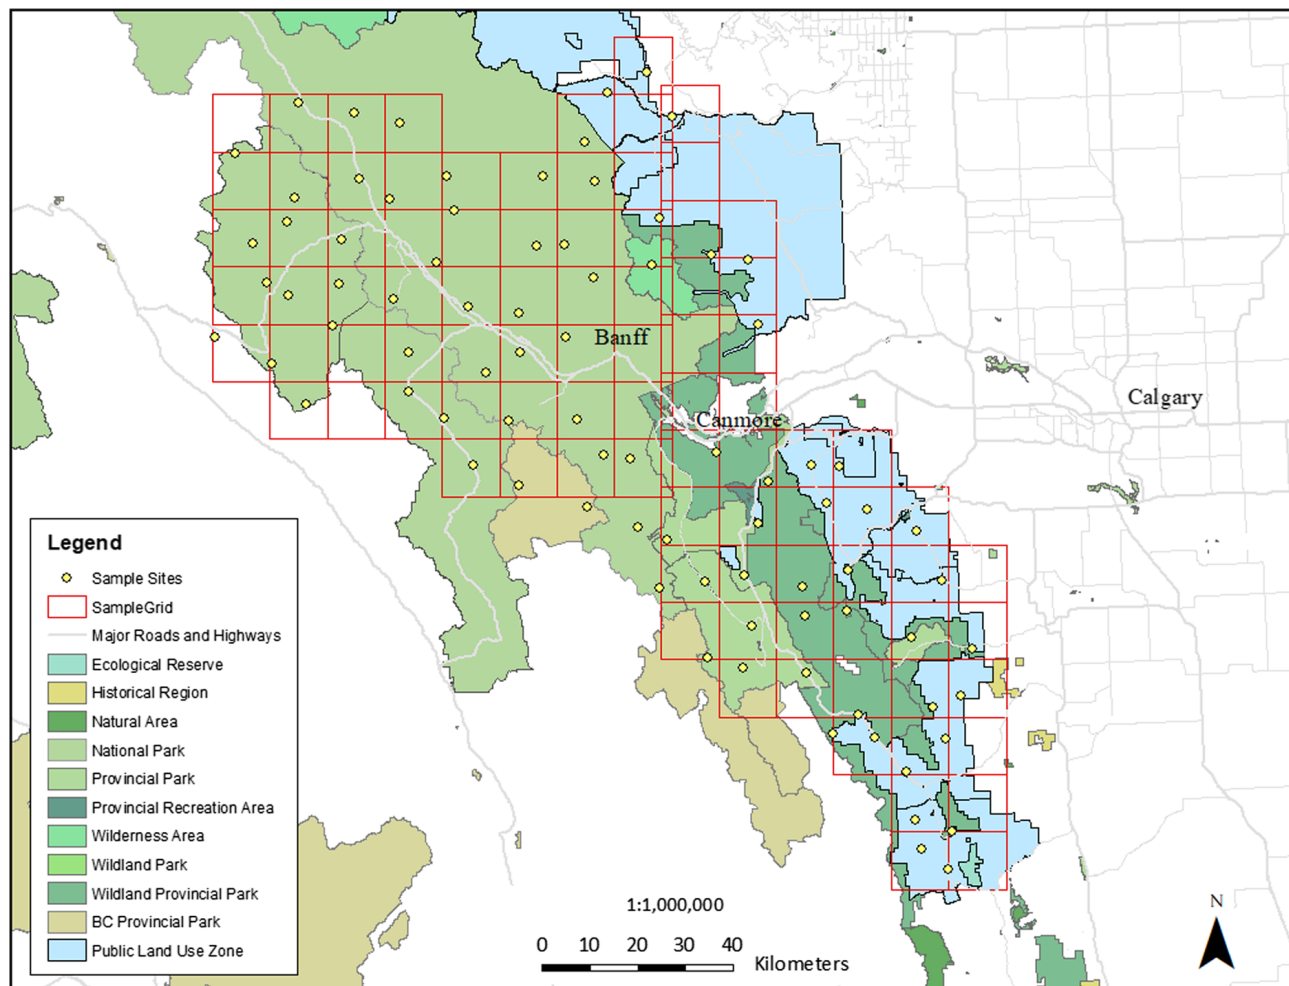 Banff
Calgary
Canmore
Legend
Sample Sites
SampleGrid
Major Roads and Highways
Ecological Reserve
Historical Region
Natural Area
National Park
Provincial Park
Provincial Recreation Area
Wilderness Area
Wildland Park
Wildland Provincial Park
BC Provincial Park
Public Land Use Zone
1:1,000,000
0 10 20 30 40
Kilometers
N